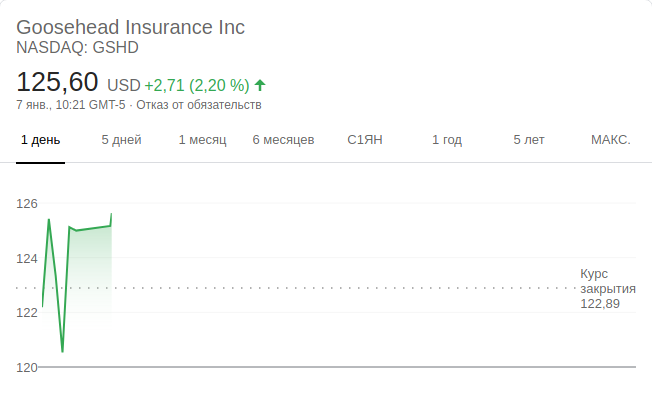 Goosehead Insurance Inc
NASDAQ: GSHD
125,60 USD +2,71 (2,20 %)
7 янв., 10:21 GMT-5 · Отказ от обязательств
1 день 5 дней 1 месяц 6 месяцев С1ЯН 1 год 5 лет МАКС.
126
124
Курс
закрытия
122,89
122
120